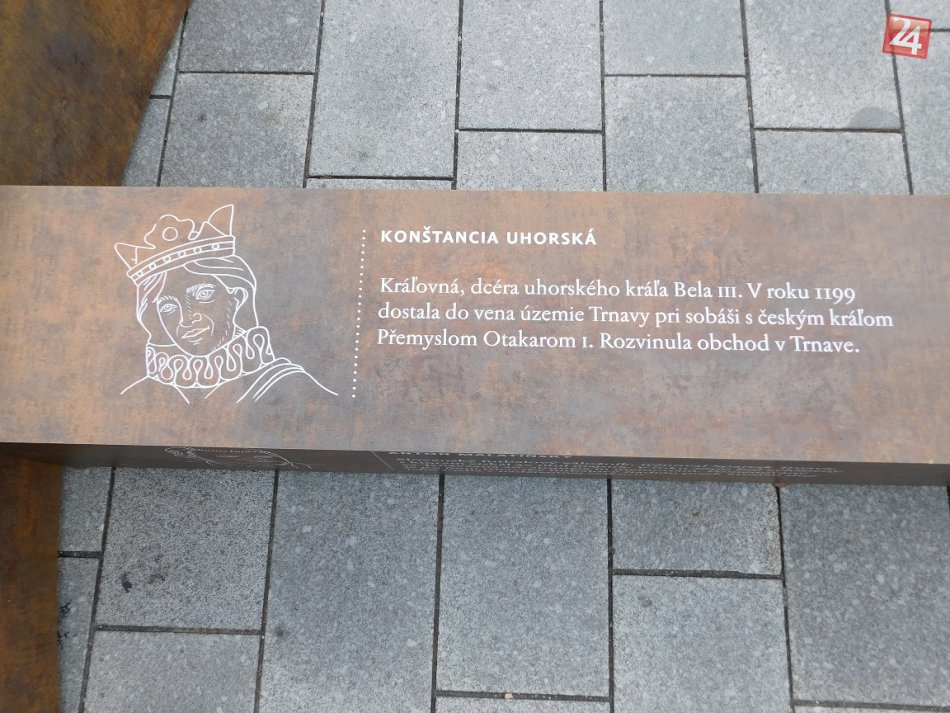 24
KONŠTANCIA UHORSKÁ
Kráľovná, dcéra uhorského kráľa Bela III. V roku 1199
dostala do vena územie Trnavy pri sobáši s českým kráľom
Přemyslom Otakarom I. Rozvinula obchod v Trnave.